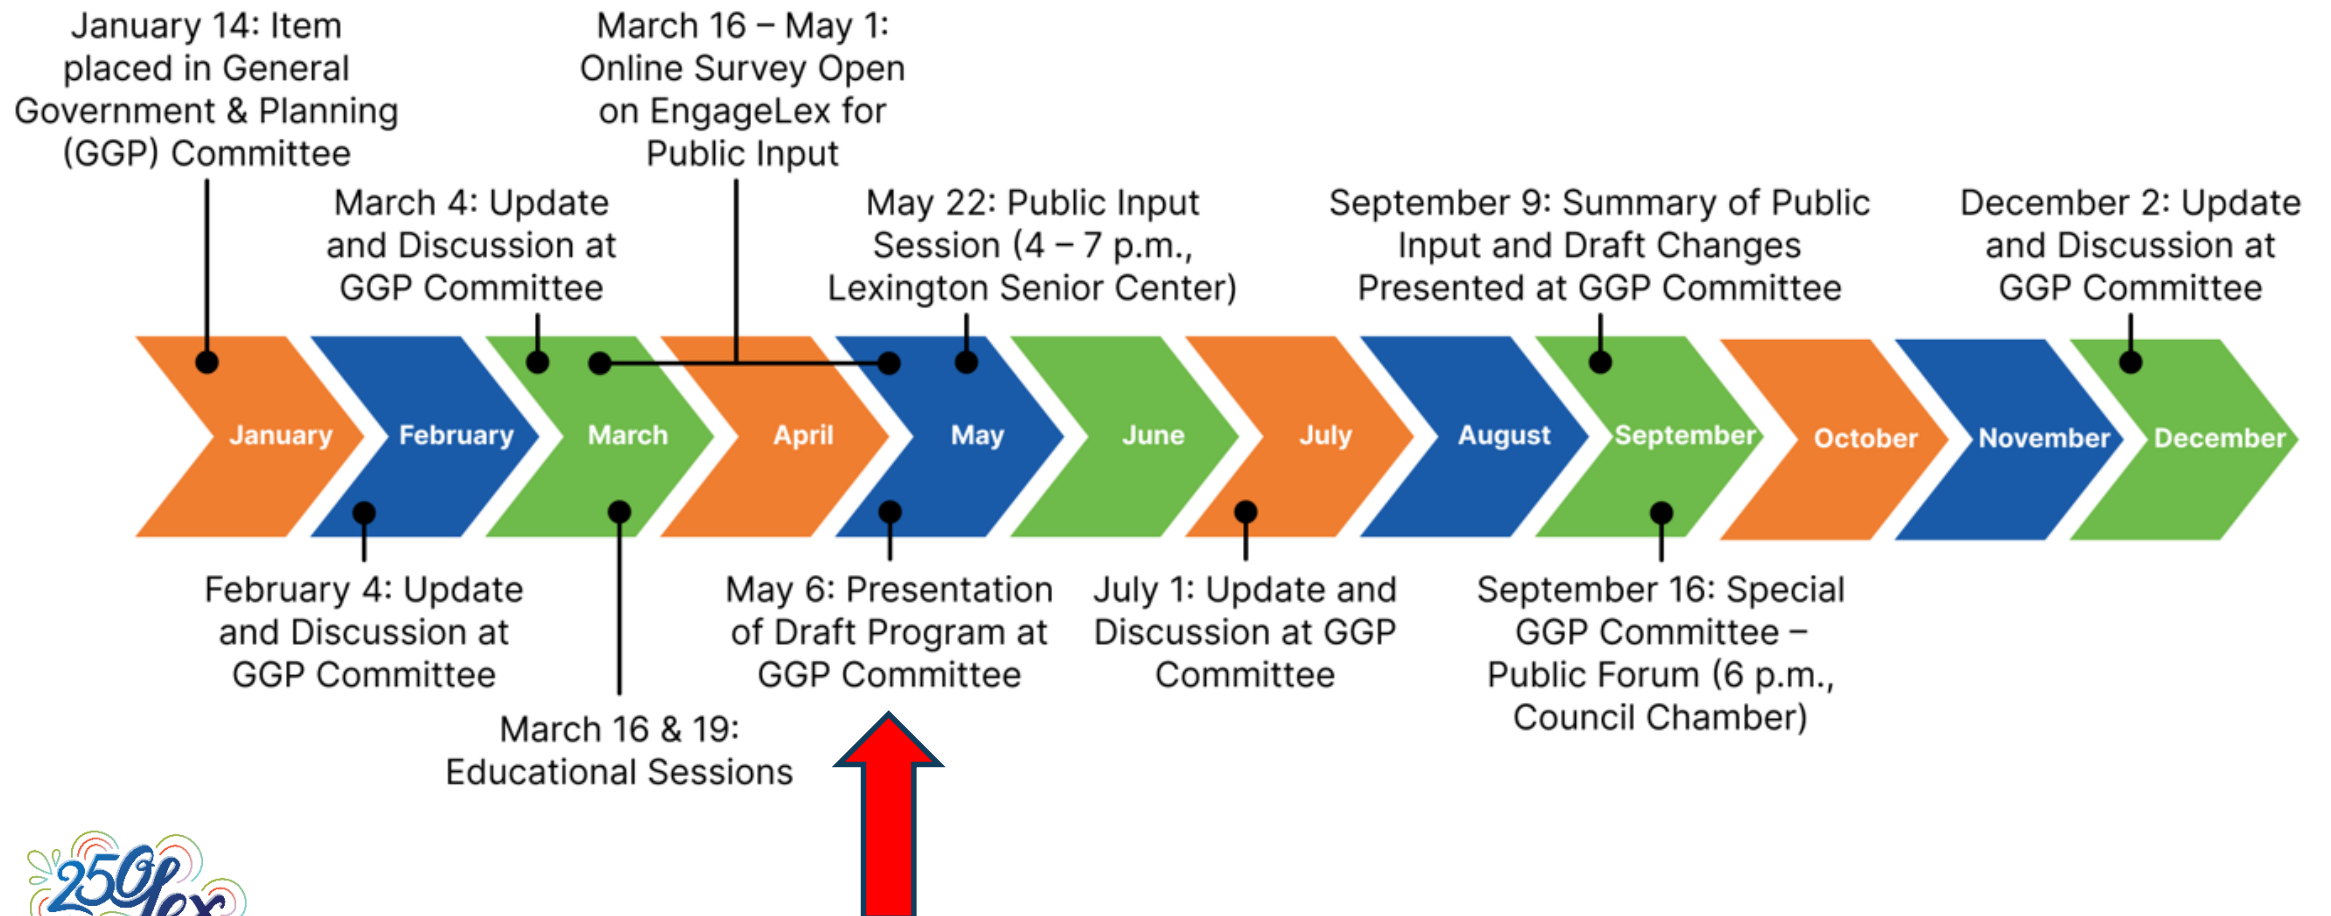 January 14: Item
placed in General
Government & Planning
(GGP) Committee
March 16 – May 1:
Online Survey Open
on EngageLex for
Public Input
March 4: Update
and Discussion at
GGP Committee
May 22: Public Input
Session (4 – 7 p.m.,
Lexington Senior Center)
September 9: Summary of Public
Input and Draft Changes
Presented at GGP Committee
December 2: Update
and Discussion at
GGP Committee
January
February
March
April
May
June
July
August
September
October
November
December
February 4: Update
and Discussion at
GGP Committee
March 16 & 19:
Educational Sessions
May 6: Presentation
of Draft Program at
GGP Committee
July 1: Update and
Discussion at GGP
Committee
September 16: Special
GGP Committee –
Public Forum (6 p.m.,
Council Chamber)
250Lex